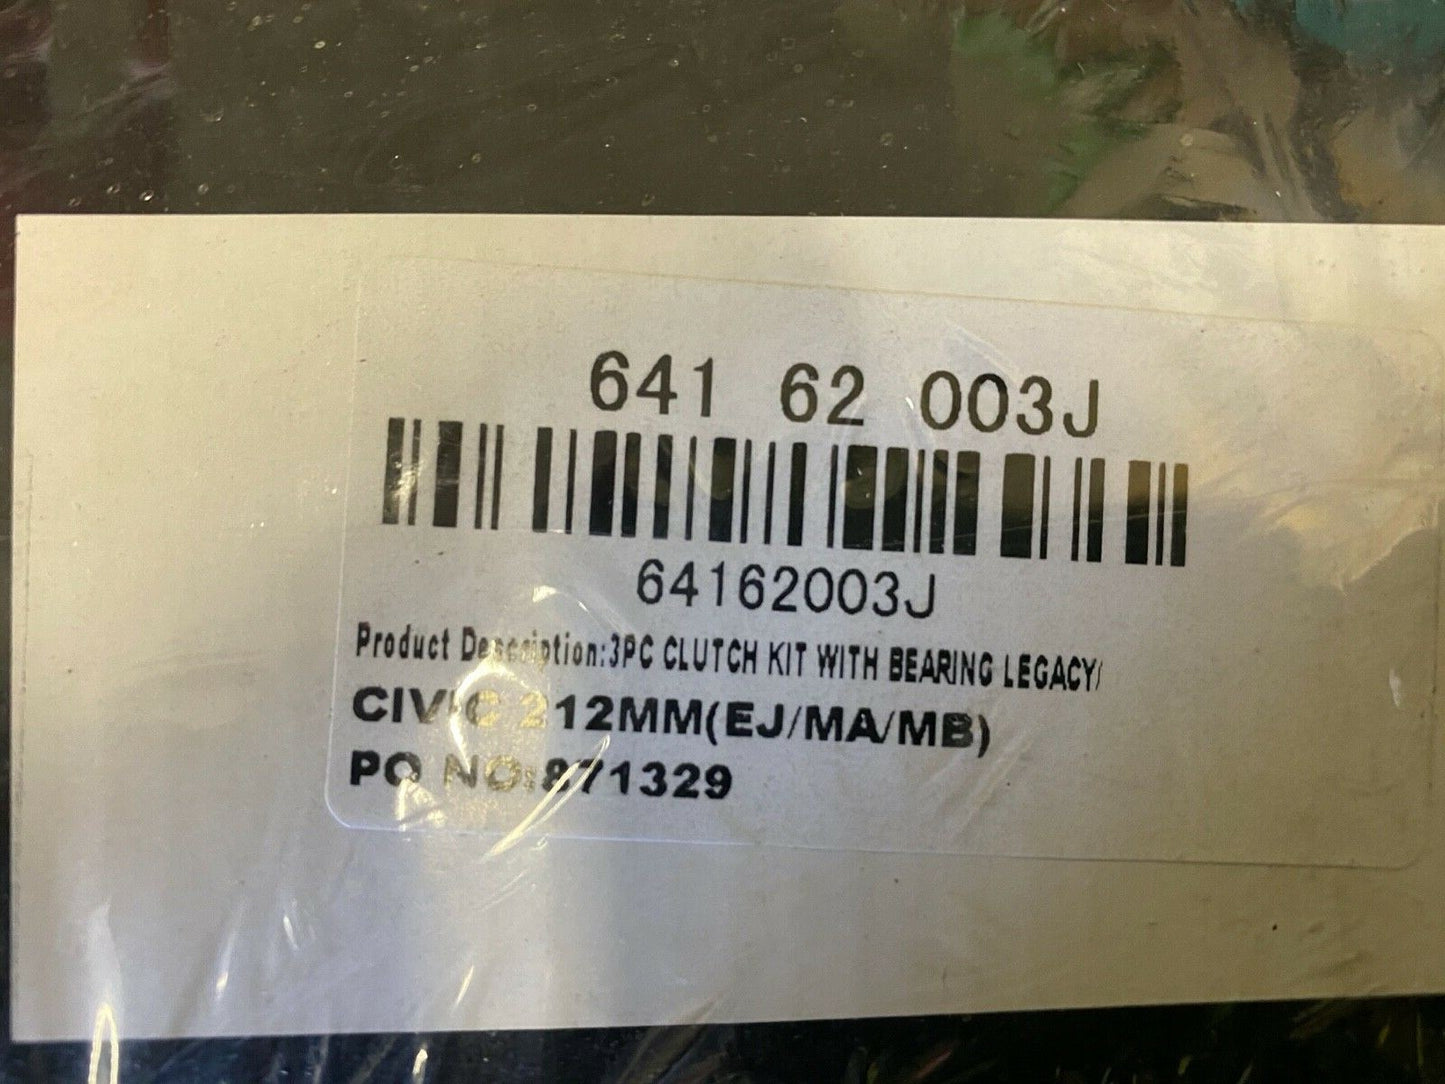 641 62 003J
64162003J
Product Description:3PC CLUTCH KIT WITH BEARING LEGACY/
CIVIC 212MM(EJ/MA/MB)
PO NO:871329